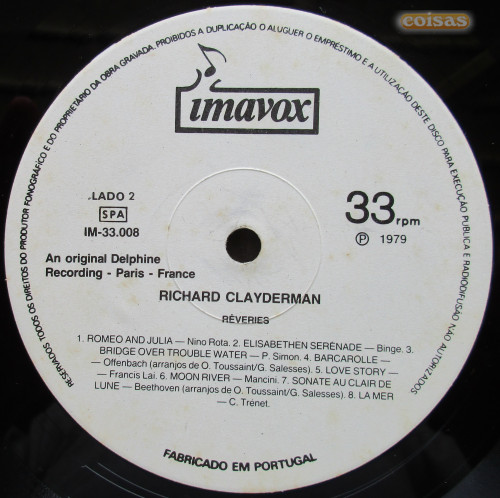 coisas
RESERVADOS TODOS OS DIREITOS DO PRODUTOR FONOGRÁFICO E DO PROPRIETÁRIO DA OBRA GRAVADA. PROIBIDOS A DUPLICAÇÃO O ALUGUER O EMPRÉSTIMO E A UTILIZAÇÃO DESTE DISCO PARA EXECUÇÃO PUBLICA E RADIODIFUSÃO NÃO AUTORIZADOS
imavox
LADO 2
SPA
IM-33.008
33 rpm
Ⓟ 1979
An original Delphine
Recording - Paris - France
RICHARD CLAYDERMAN
RÊVERIES
1. ROMEO AND JULIA — Nino Rota. 2. ELISABETHEN SERENADE — Binge. 3.
BRIDGE OVER TROUBLE WATER — P. Simon. 4. BARCAROLLE —
Offenbach (arranjos de O. Toussaint/G. Salesses). 5. LOVE STORY —
Francis Lai. 6. MOON RIVER — Mancini. 7. SONATE AU CLAIR DE
LUNE — Beethoven (arranjos de O. Toussaint/G. Salesses). 8. LA MER
— C. Trénet.
FABRICADO EM PORTUGAL